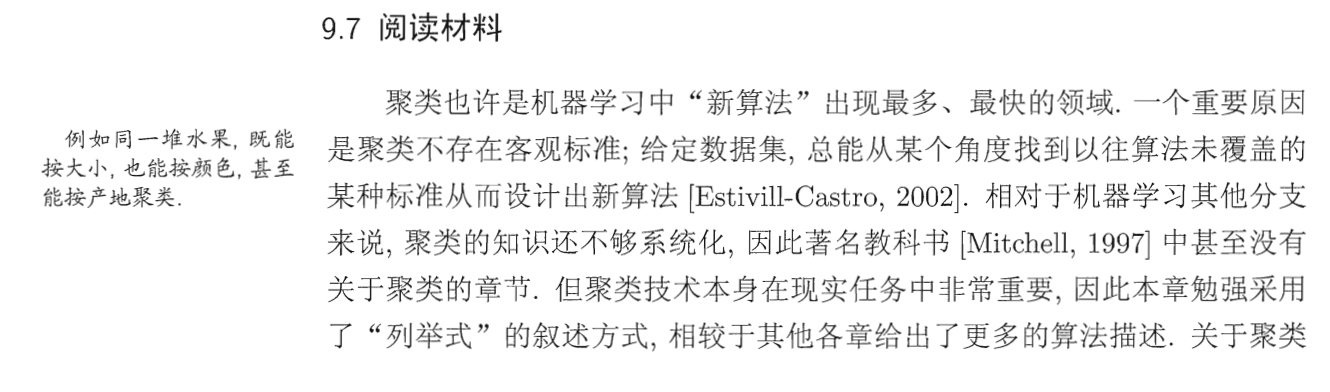 9.7 阅读材料
聚类也许是机器学习中“新算法”出现最多、最快的领域. 一个重要原因
是聚类不存在客观标准; 给定数据集, 总能从某个角度找到以往算法未覆盖的
某种标准从而设计出新算法 [Estivill-Castro, 2002]. 相对于机器学习其他分支
来说, 聚类的知识还不够系统化, 因此著名教科书 [Mitchell, 1997] 中甚至没有
关于聚类的章节. 但聚类技术本身在现实任务中非常重要, 因此本章勉强采用
了“列举式”的叙述方式, 相较于其他各章给出了更多的算法描述. 关于聚类
例如同一堆水果, 既能
按大小, 也能按颜色, 甚至
能按产地聚类.